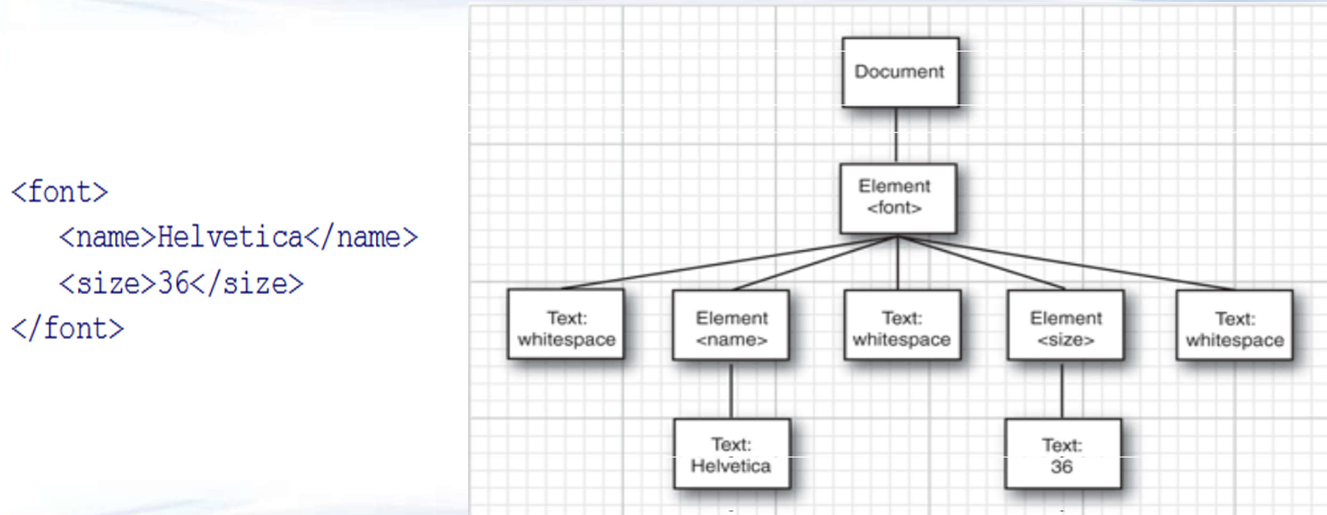 <font>
<name>Helvetica</name>
<size>36</size>
</font>
Document
Element
<font>
Text:
whitespace
Element
<name>
Text:
whitespace
Element
<size>
Text:
whitespace
Text:
Helvetica
Text:
36